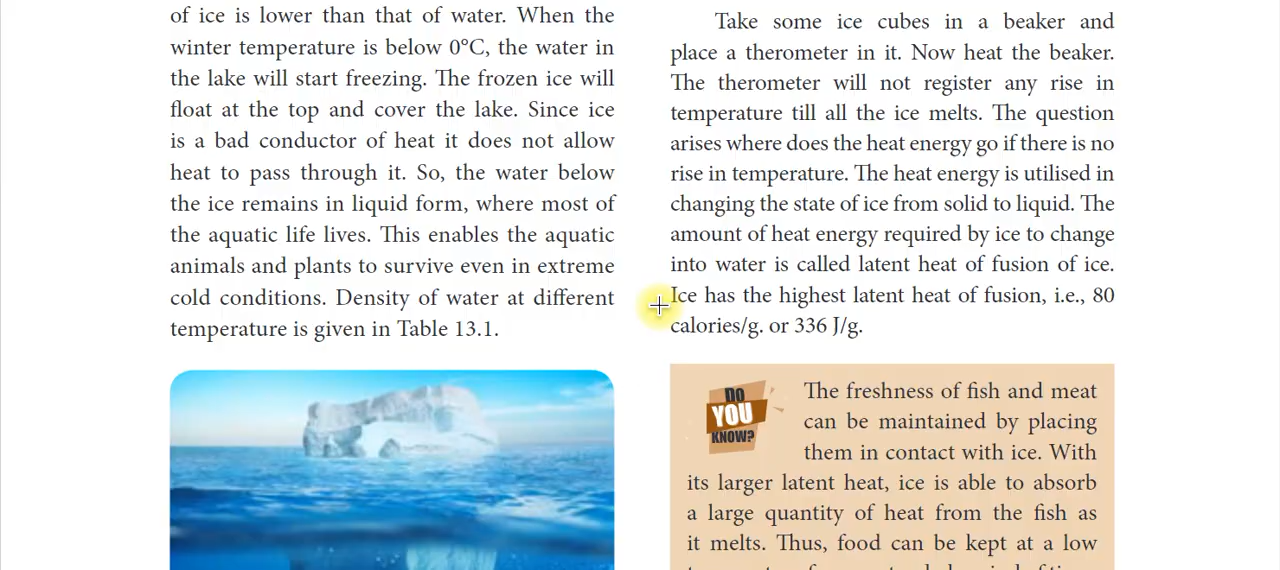 of ice is lower than that of water. When the
winter temperature is below 0°C, the water in
the lake will start freezing. The frozen ice will
float at the top and cover the lake. Since ice
is a bad conductor of heat it does not allow
heat to pass through it. So, the water below
the ice remains in liquid form, where most of
the aquatic life lives. This enables the aquatic
animals and plants to survive even in extreme
cold conditions. Density of water at different
temperature is given in Table 13.1.
Take some ice cubes in a beaker and
place a therometer in it. Now heat the beaker.
The therometer will not register any rise in
temperature till all the ice melts. The question
arises where does the heat energy go if there is no
rise in temperature. The heat energy is utilised in
changing the state of ice from solid to liquid. The
amount of heat energy required by ice to change
into water is called latent heat of fusion of ice.
Ice has the highest latent heat of fusion, i.e., 80
calories/g. or 336 J/g.
DO
YOU
KNOW?
The freshness of fish and meat
can be maintained by placing
them in contact with ice. With
its larger latent heat, ice is able to absorb
a large quantity of heat from the fish as
it melts. Thus, food can be kept at a low